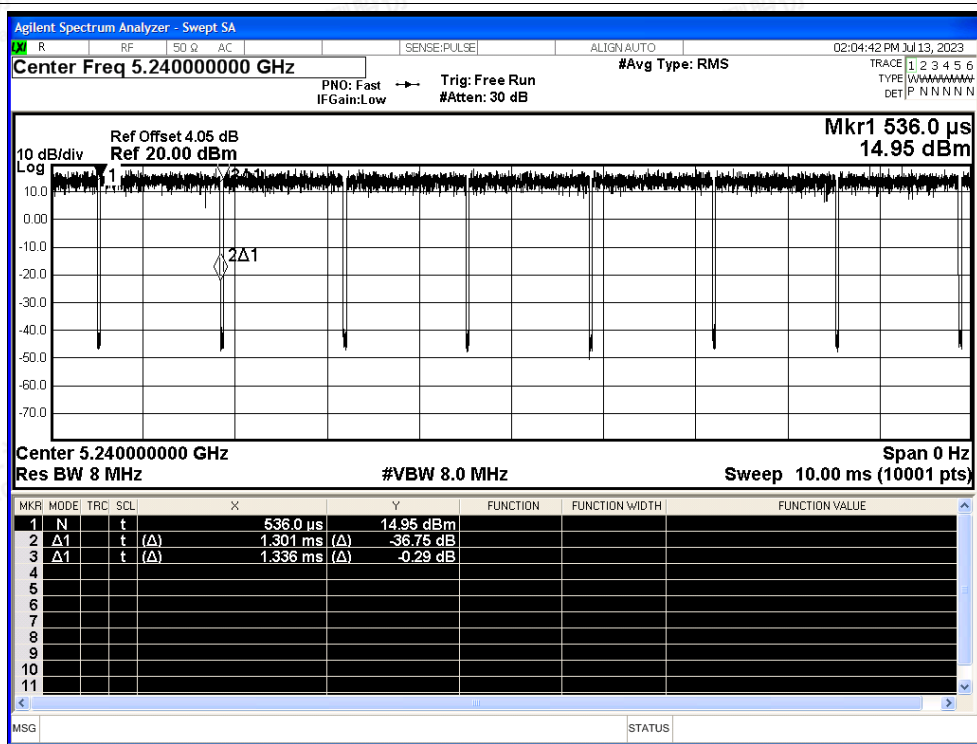 Agilent Spectrum Analyzer - Swept SA
LXI R RF 50 Ω AC SENSE:PULSE ALIGN AUTO 02:04:42 PM Jul 13, 2023
Center Freq 5.240000000 GHz
PNO: Fast
IFGain:Low
Trig: Free Run
#Atten: 30 dB
#Avg Type: RMS
TRACE 1 2 3 4 5 6
TYPE
DET P N N N N N
Mkr1 536.0 µs
14.95 dBm
Ref Offset 4.05 dB
10 dB/div Ref 20.00 dBm
Log
1
3Δ1
10.0
0.00
-10.0
2Δ1
-20.0
-30.0
-40.0
-50.0
-60.0
-70.0
Center 5.240000000 GHz Span 0 Hz
Res BW 8 MHz #VBW 8.0 MHz Sweep 10.00 ms (10001 pts)
MKR MODE TRC SCL X Y FUNCTION FUNCTION WIDTH FUNCTION VALUE
1 N t 536.0 µs 14.95 dBm
2 Δ1 t (Δ) 1.301 ms (Δ) -36.75 dB
3 Δ1 t (Δ) 1.336 ms (Δ) -0.29 dB
4
5
6
7
8
9
10
11
MSG STATUS